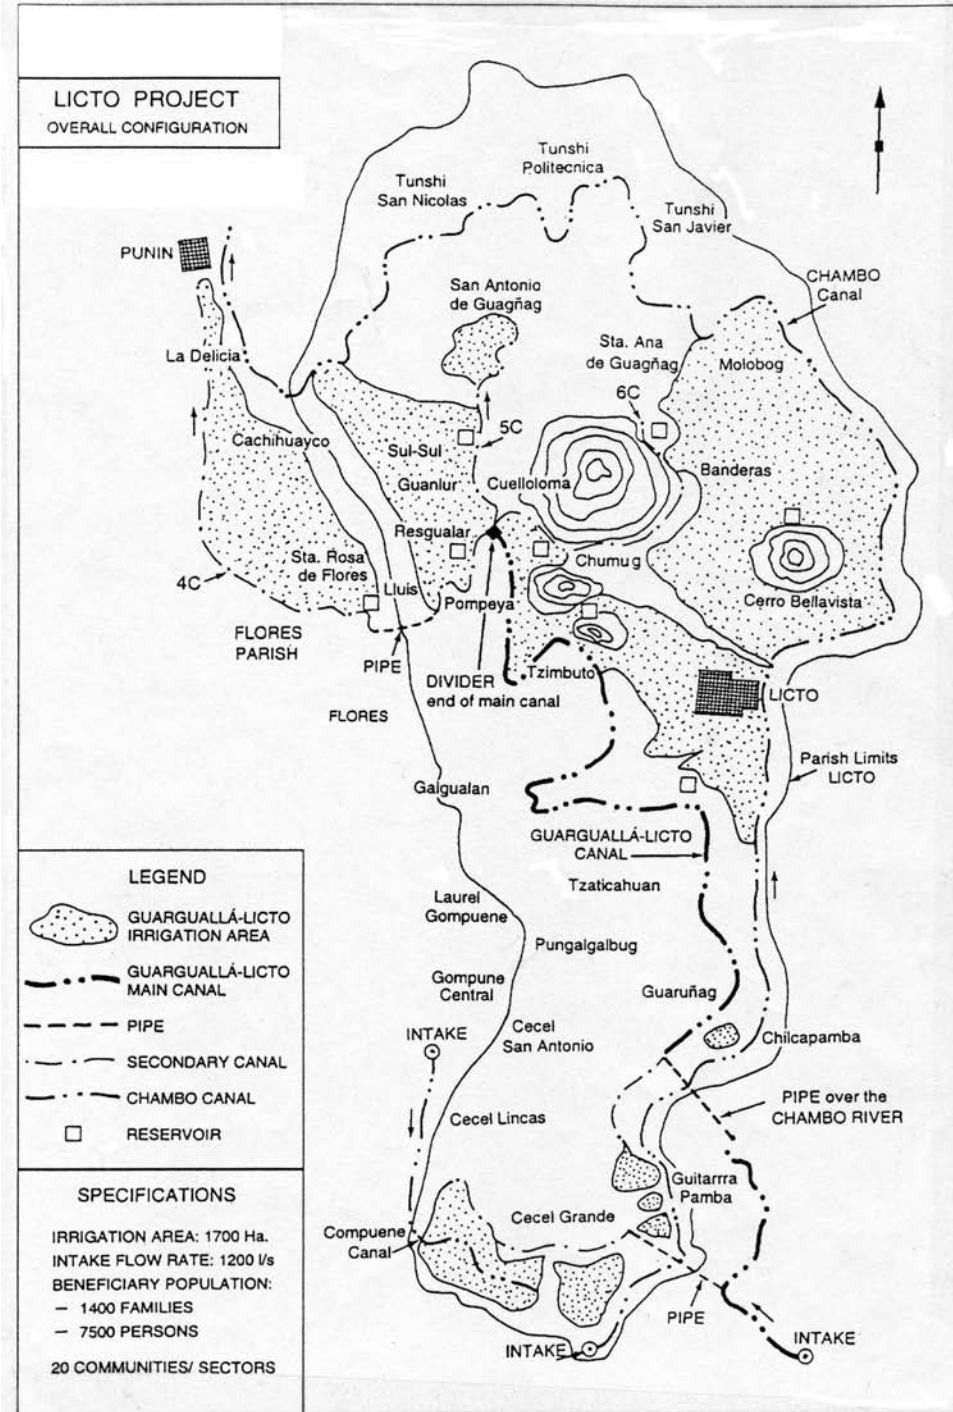 LICTO PROJECT
OVERALL CONFIGURATION
Tunshi
Politecnica
Tunshi
San Nicolas
Tunshi
San Javier
PUNIN
CHAMBO
Canal
San Antonio
de Guagñag
Sta. Ana
de Guagñag
La Delicia
Molobog
6C
5C
Cachihuayco
Sul-Sul
Guanlur
Cuelloloma
Banderas
Resgualar
Chumug
Sta. Rosa
de Flores
4C
Lluis
Pompeya
Cerro Bellavista
FLORES
PARISH
PIPE
DIVIDER
end of main canal
Tzimbuto
LICTO
FLORES
Parish Limits
LICTO
Galgualan
GUARGUALLÁ-LICTO
CANAL
Tzaticahuan
Laurel
Gompuene
Pungalgalbug
Gompune
Central
Guaruñag
INTAKE
Cecel
San Antonio
Chilcapamba
PIPE over the
CHAMBO RIVER
Cecel Lincas
Guitarrra
Pamba
Cecel Grande
Compuene
Canal
PIPE
INTAKE
INTAKE
LEGEND
GUARGUALLÁ-LICTO
IRRIGATION AREA
GUARGUALLÁ-LICTO
MAIN CANAL
PIPE
SECONDARY CANAL
CHAMBO CANAL
RESERVOIR
SPECIFICATIONS
IRRIGATION AREA: 1700 Ha.
INTAKE FLOW RATE: 1200 l/s
BENEFICIARY POPULATION:
— 1400 FAMILIES
— 7500 PERSONS
20 COMMUNITIES/ SECTORS